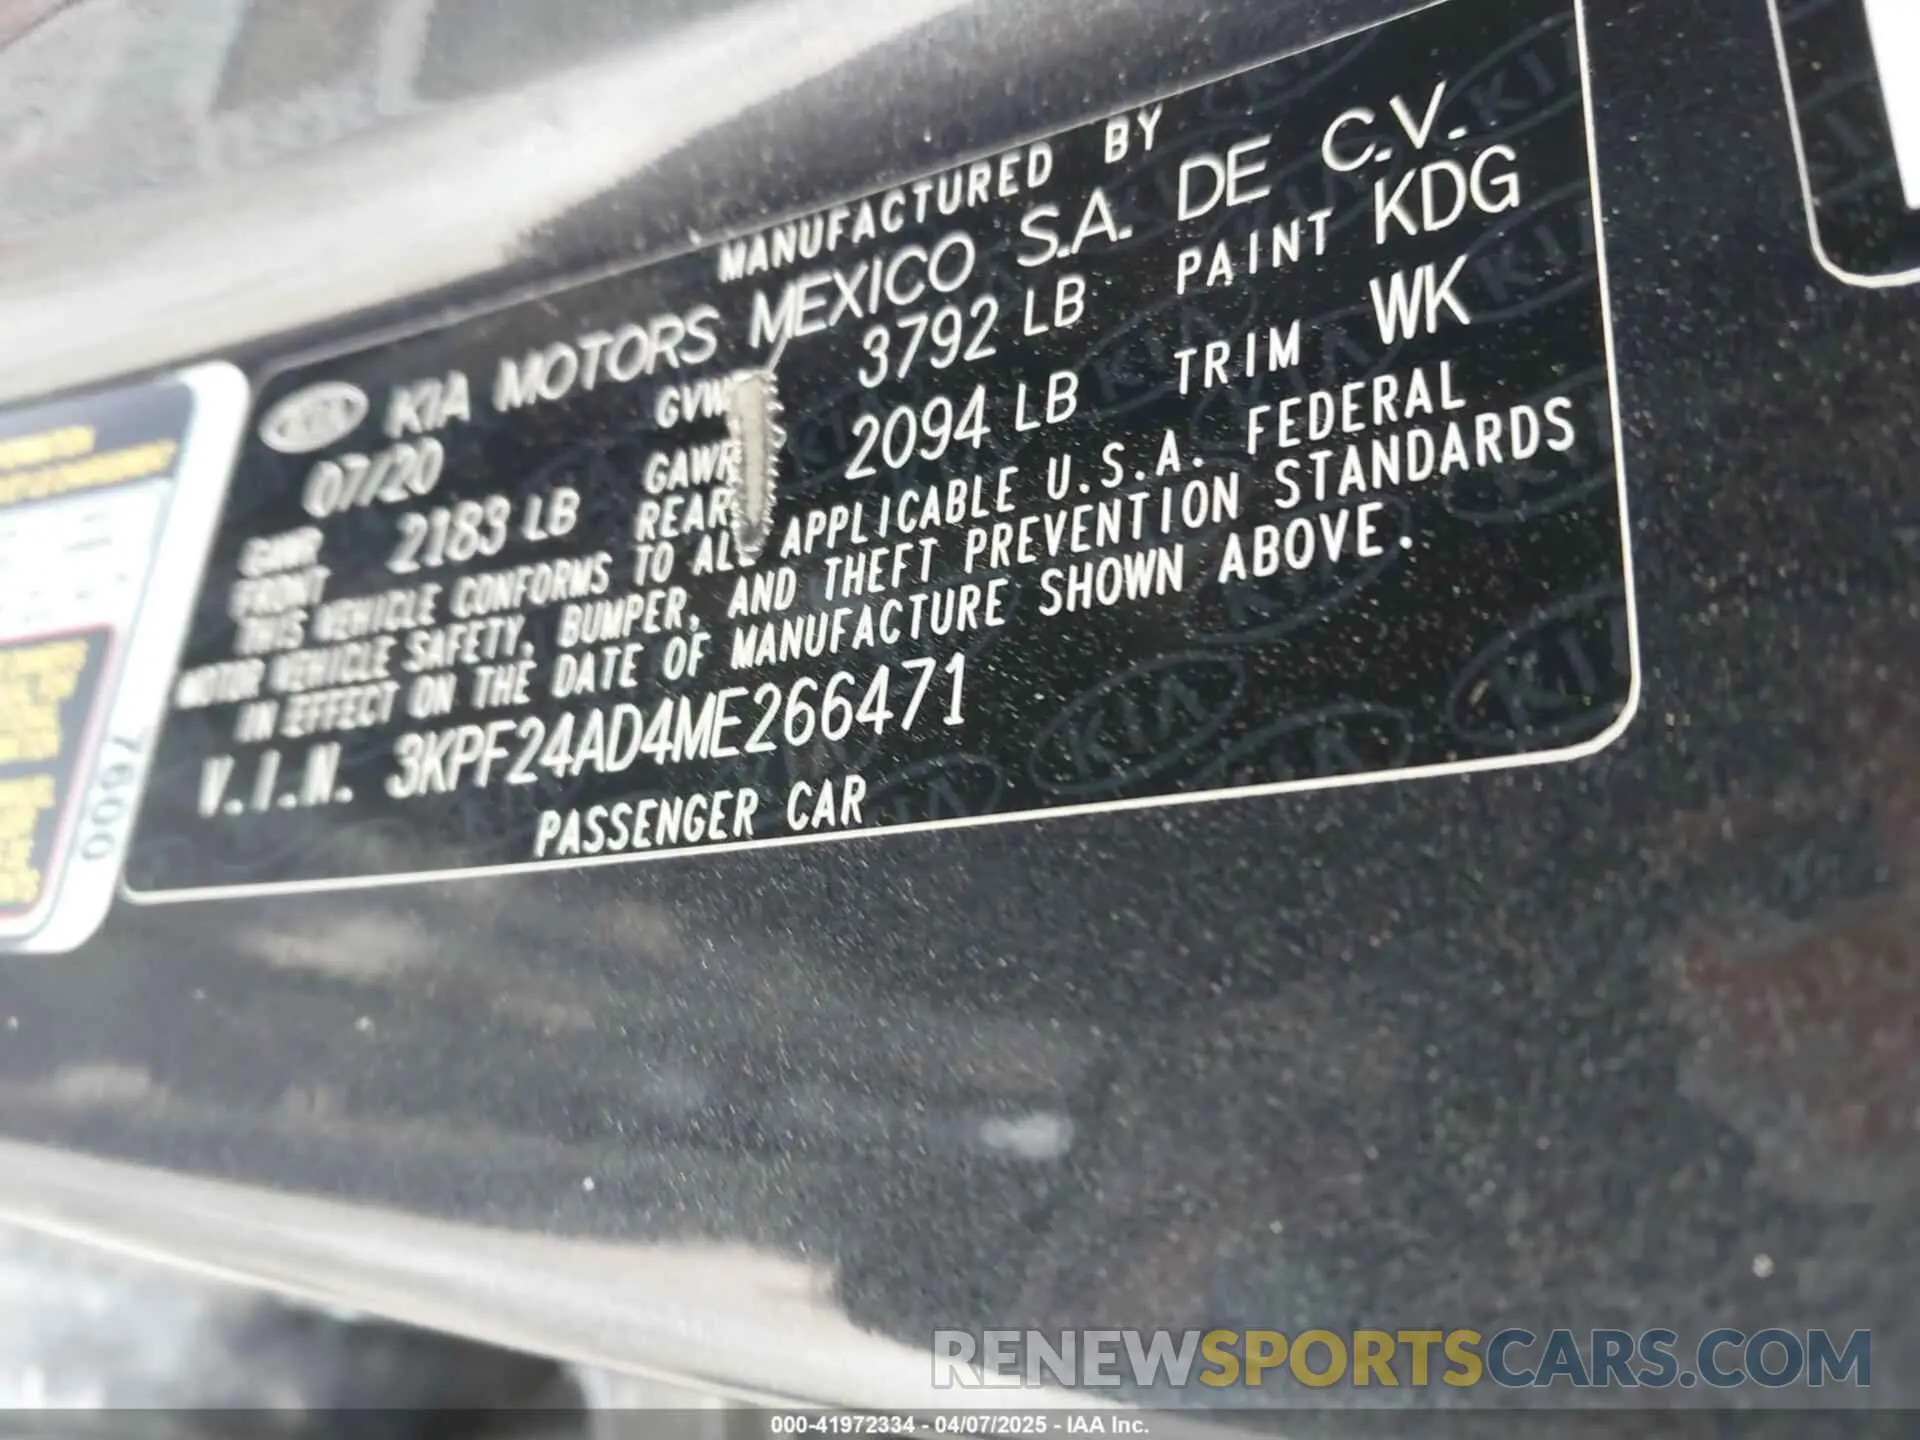 MANUFACTURED BY
KIA KIA MOTORS MEXICO S.A. DE C.V.
07/20 GVW 3792 LB PAINT KDG
GAWR FRONT 2183 LB GAWR REAR 2094 LB TRIM WK
THIS VEHICLE CONFORMS TO ALL APPLICABLE U.S.A. FEDERAL
MOTOR VEHICLE SAFETY, BUMPER, AND THEFT PREVENTION STANDARDS
IN EFFECT ON THE DATE OF MANUFACTURE SHOWN ABOVE.
V.I.N. 3KPF24AD4ME266471
PASSENGER CAR
7600
RENEWSPORTSCARS.COM
000-41972334 - 04/07/2025 - IAA Inc.